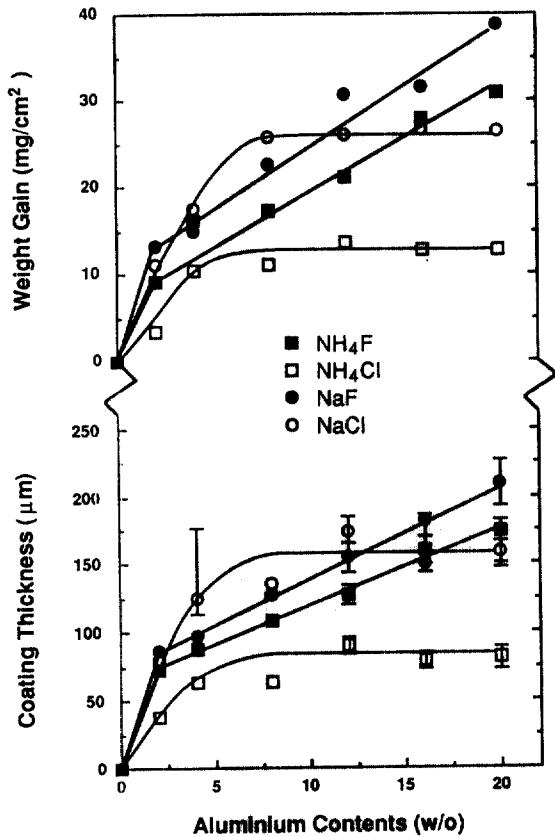 40
30
20
10
0
Weight Gain (mg/cm²)
NH₄F
NH₄Cl
NaF
NaCl
250
200
150
100
50
0
Coating Thickness (μm)
0 5 10 15 20
Aluminium Contents (w/o)